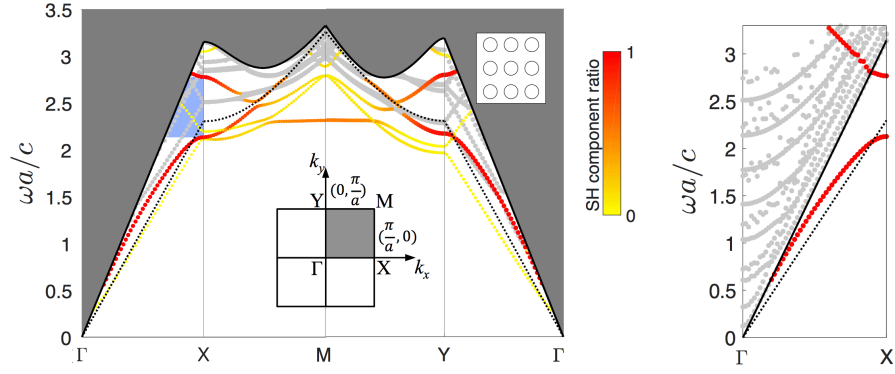 ωa/c
3.5
3
2.5
2
1.5
1
0.5
0
Γ
X
M
Y
Γ
k_y
(0, π/a)
Y
M
(π/a, 0)
Γ
X
k_x
1
SH component ratio
0
ωa/c
3
2.5
2
1.5
1
0.5
0
Γ
X